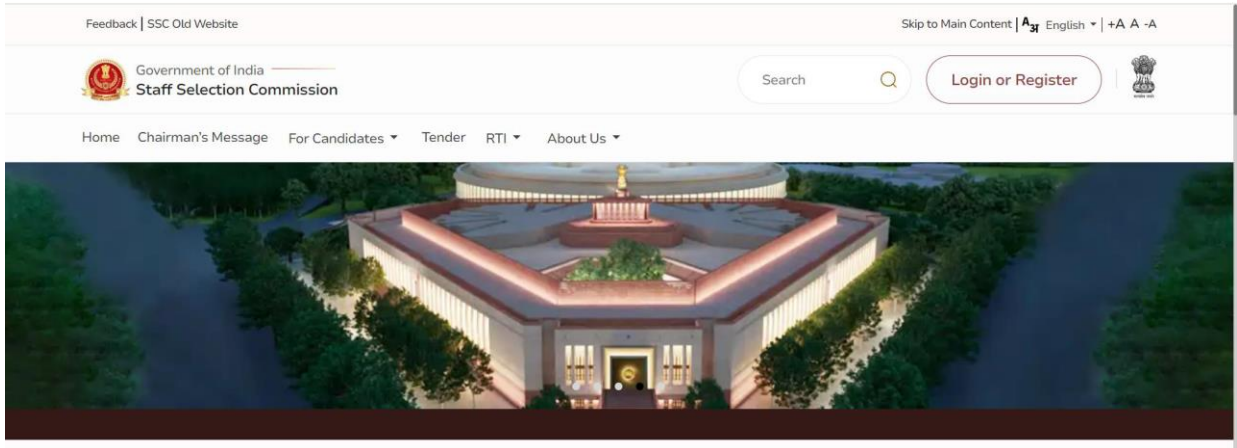 Feedback | SSC Old Website
Skip to Main Content | Aअ English | +A A -A
Government of India
Staff Selection Commission
Search
Login or Register
Home Chairman's Message For Candidates Tender RTI About Us